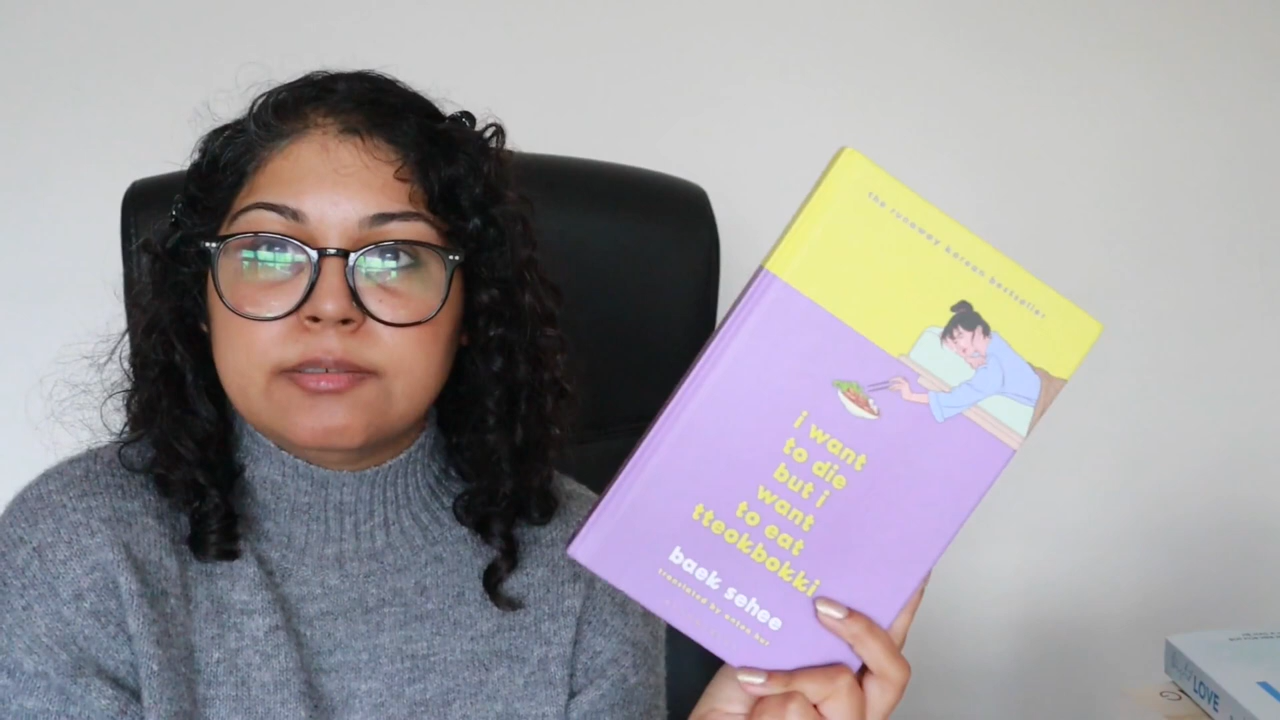 the runaway korean bestseller
i want
to die
but i
want
to eat
tteokbokki
baek sehee
translated by anton hur
LOVE